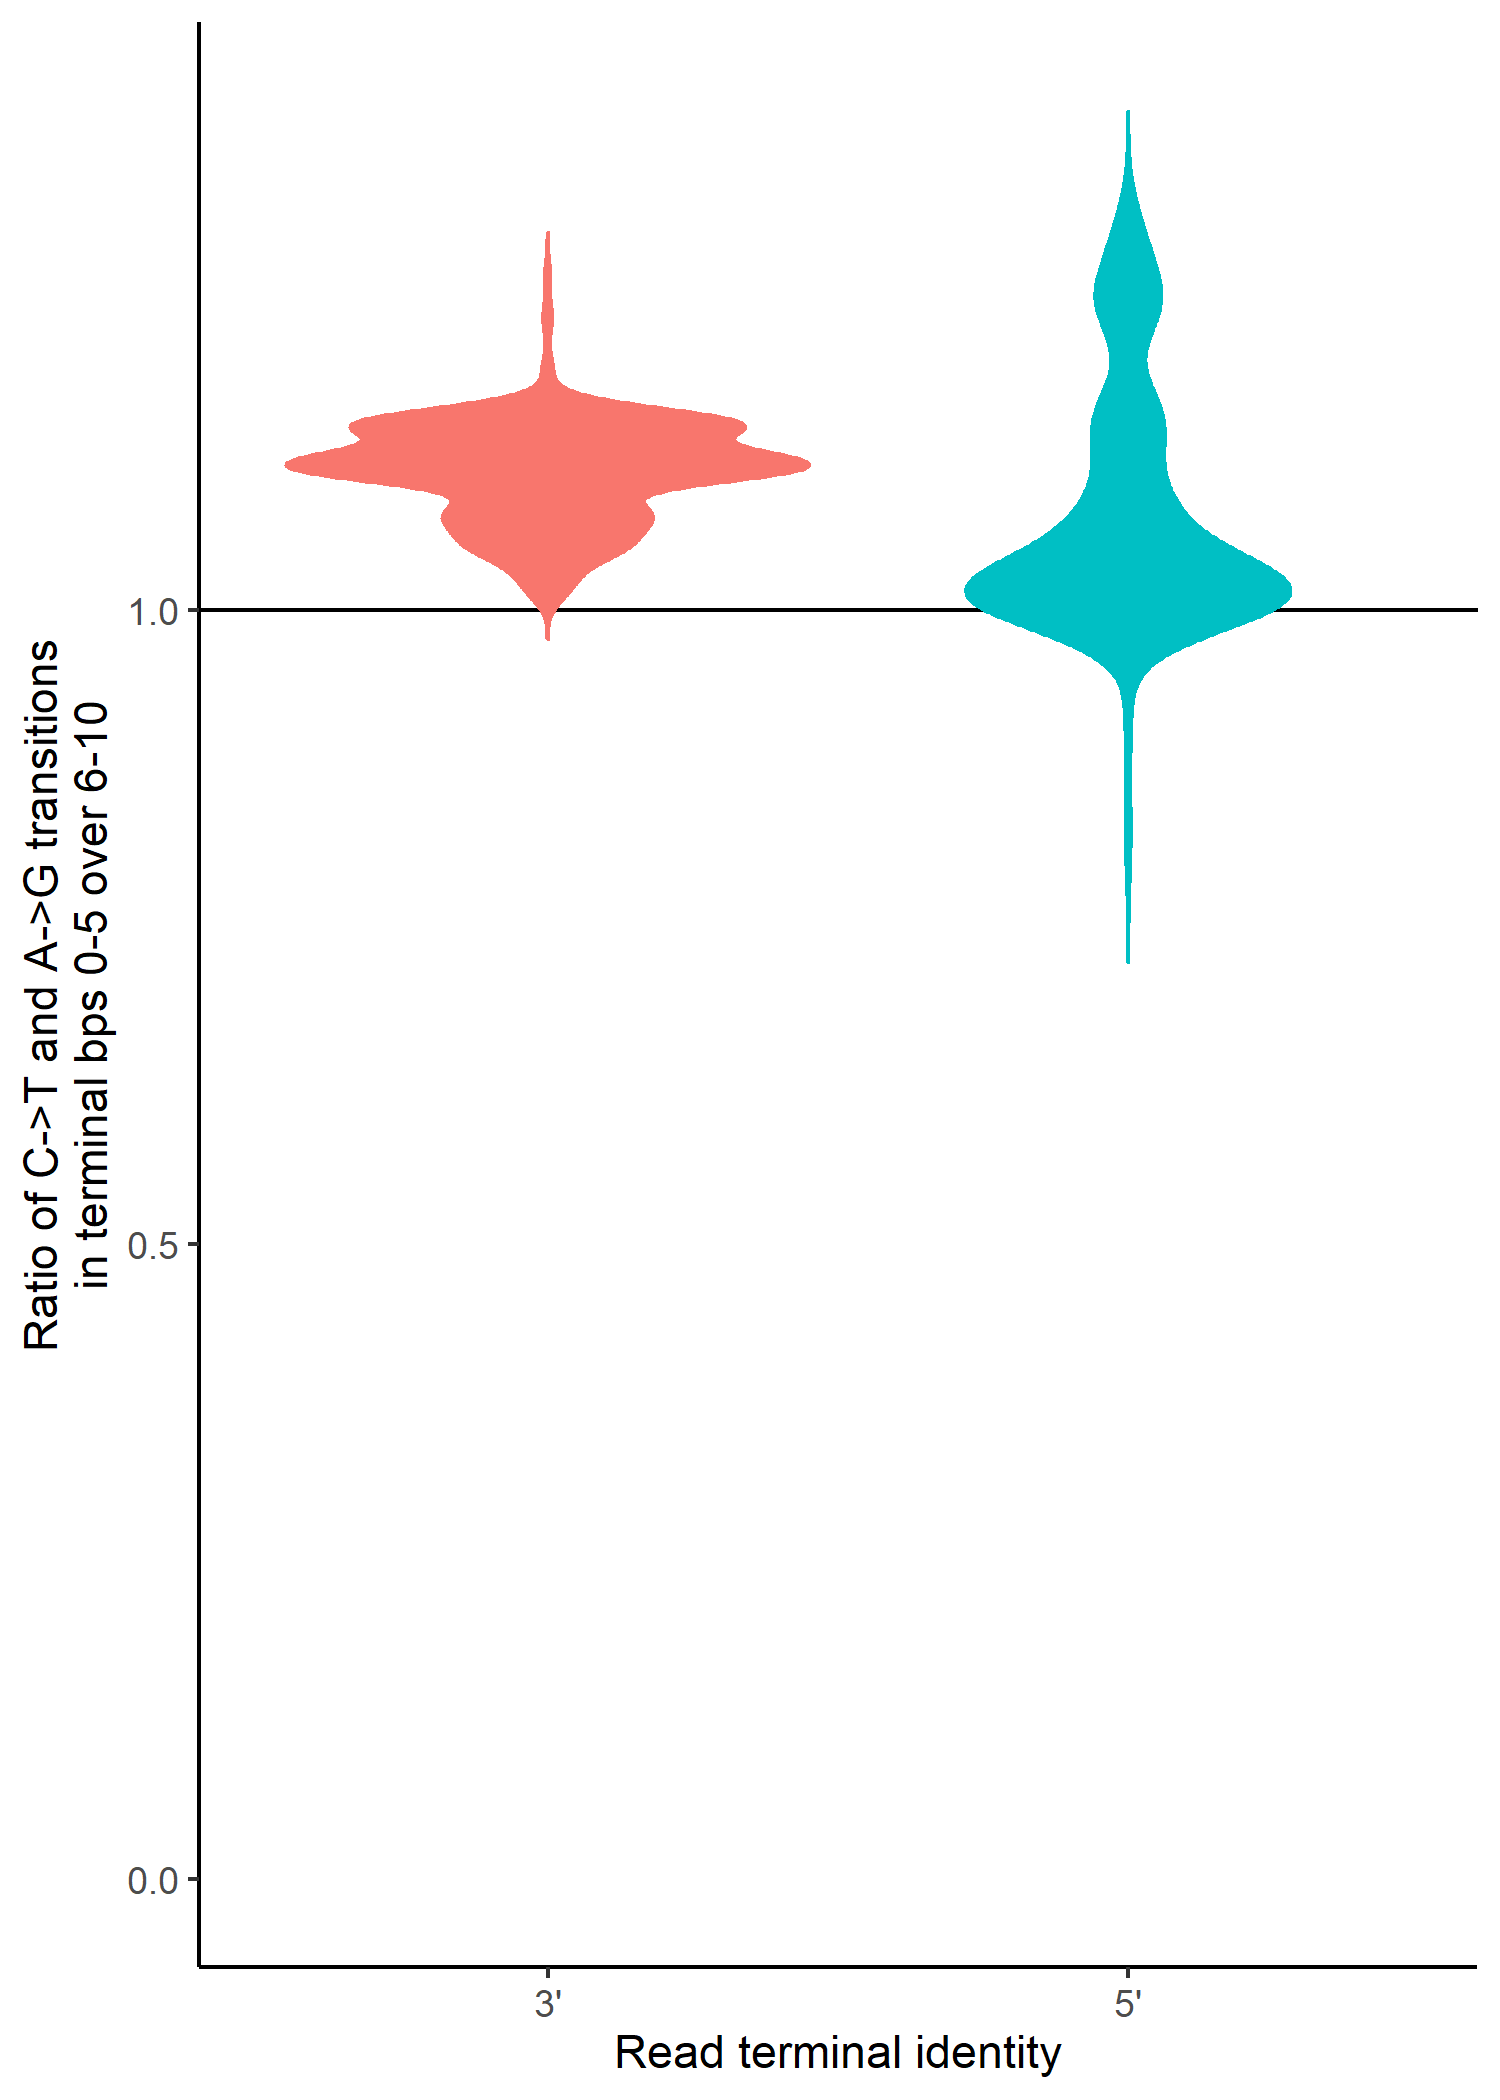 Ratio of C->T and A->G transitions
in terminal bps 0-5 over 6-10
1.0
0.5
0.0
3'
5'
Read terminal identity